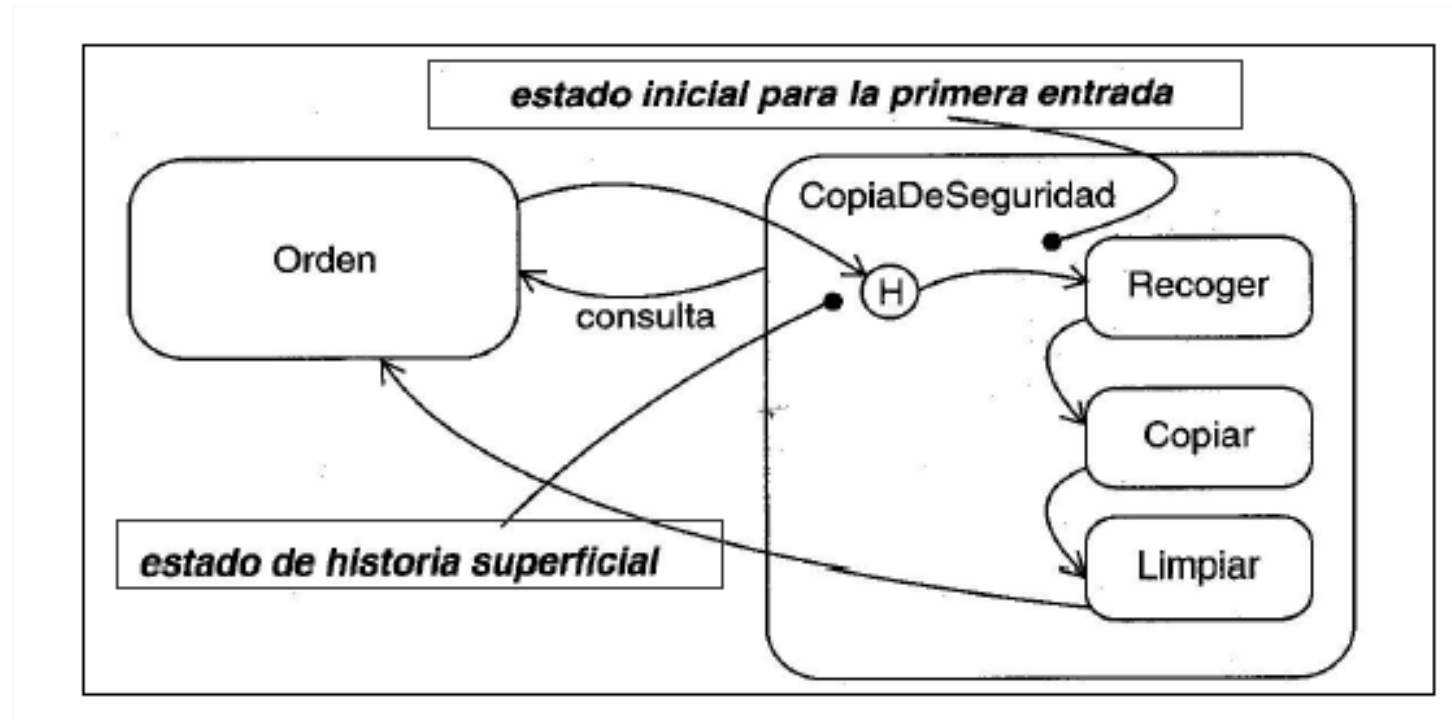 estado inicial para la primera entrada
CopiaDeSeguridad
Orden
H
Recoger
consulta
Copiar
estado de historia superficial
Limpiar